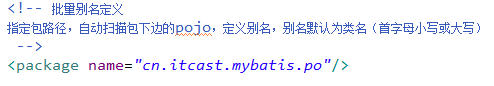 <!-- 批量别名定义
指定包路径，自动扫描包下边的pojo，定义别名，别名默认为类名（首字母小写或大写）
-->
<package name="cn.itcast.mybatis.po"/>